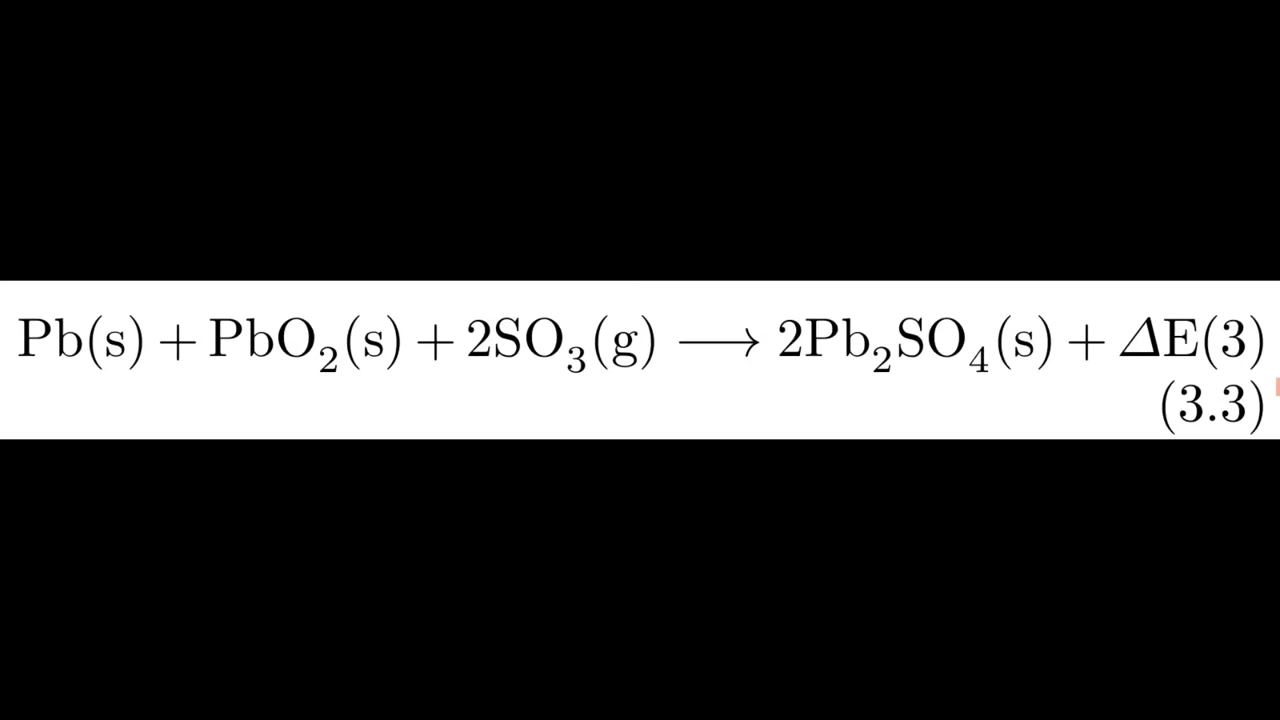 Pb(s) + PbO₂(s) + 2SO₃(g) ⟶ 2Pb₂SO₄(s) + ΔE(3)
(3.3)